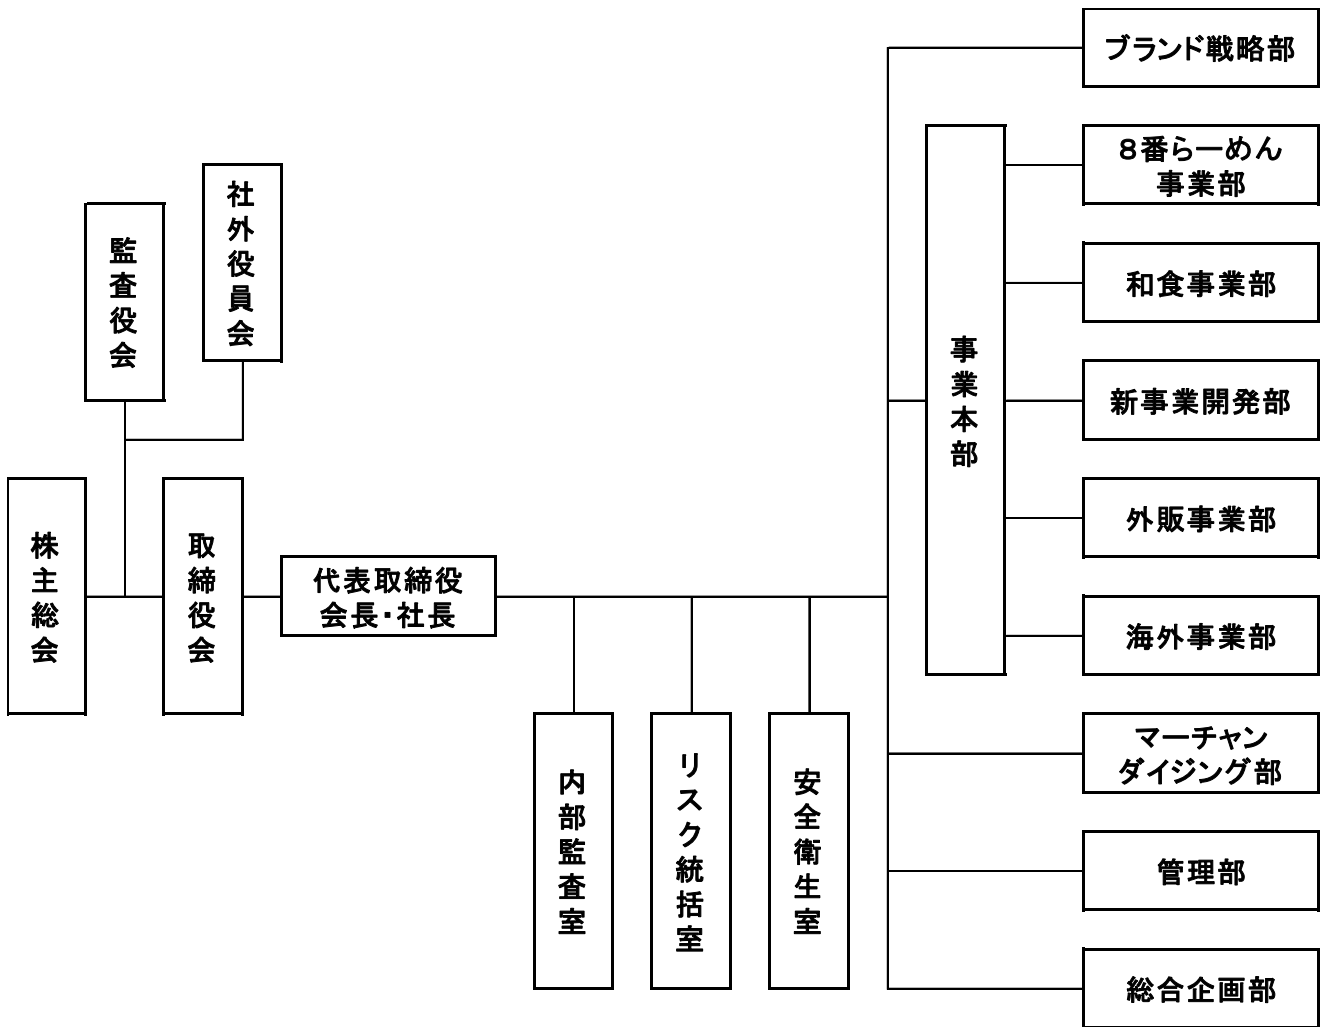 株主総会
監査役会
社外役員会
取締役会
代表取締役
会長・社長
内部監査室
リスク統括室
安全衛生室
事業本部
ブランド戦略部
８番らーめん
事業部
和食事業部
新事業開発部
外販事業部
海外事業部
マーチャン
ダイジング部
管理部
総合企画部